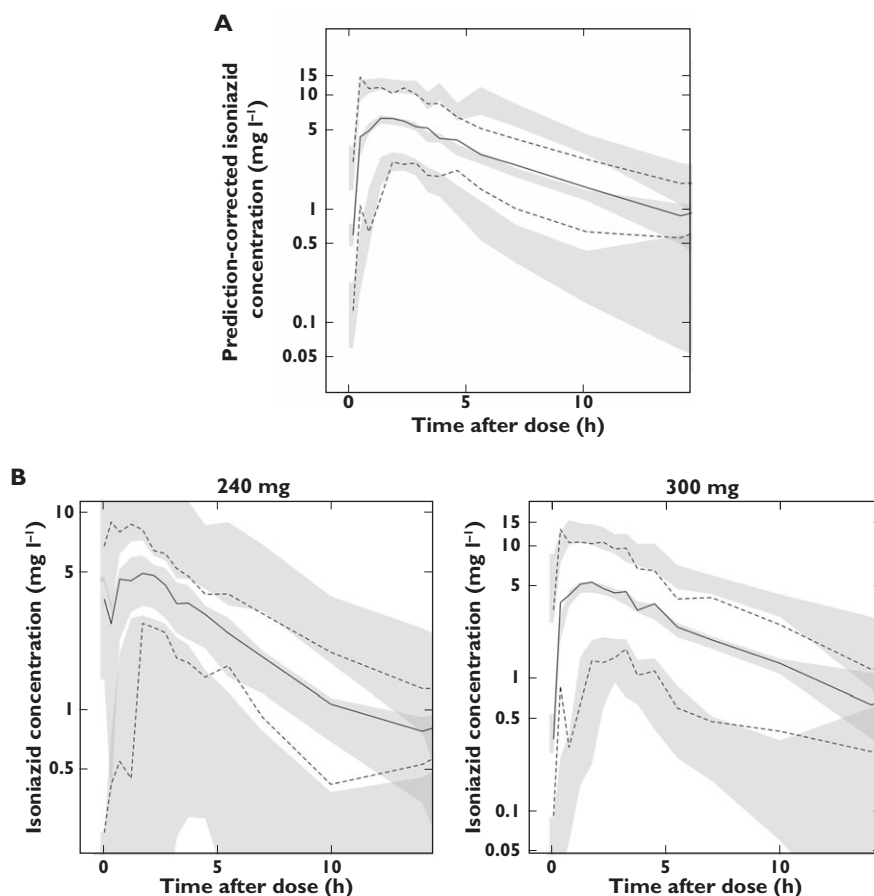 A
Prediction-corrected isoniazid
concentration (mg l⁻¹)
15
10
5
1
0.5
0.1
0.05
0 5 10
Time after dose (h)
B
240 mg
Isoniazid concentration (mg l⁻¹)
10
5
1
0.5
0 5 10
Time after dose (h)
300 mg
Isoniazid concentration (mg l⁻¹)
15
10
5
1
0.5
0.1
0.05
0 5 10
Time after dose (h)